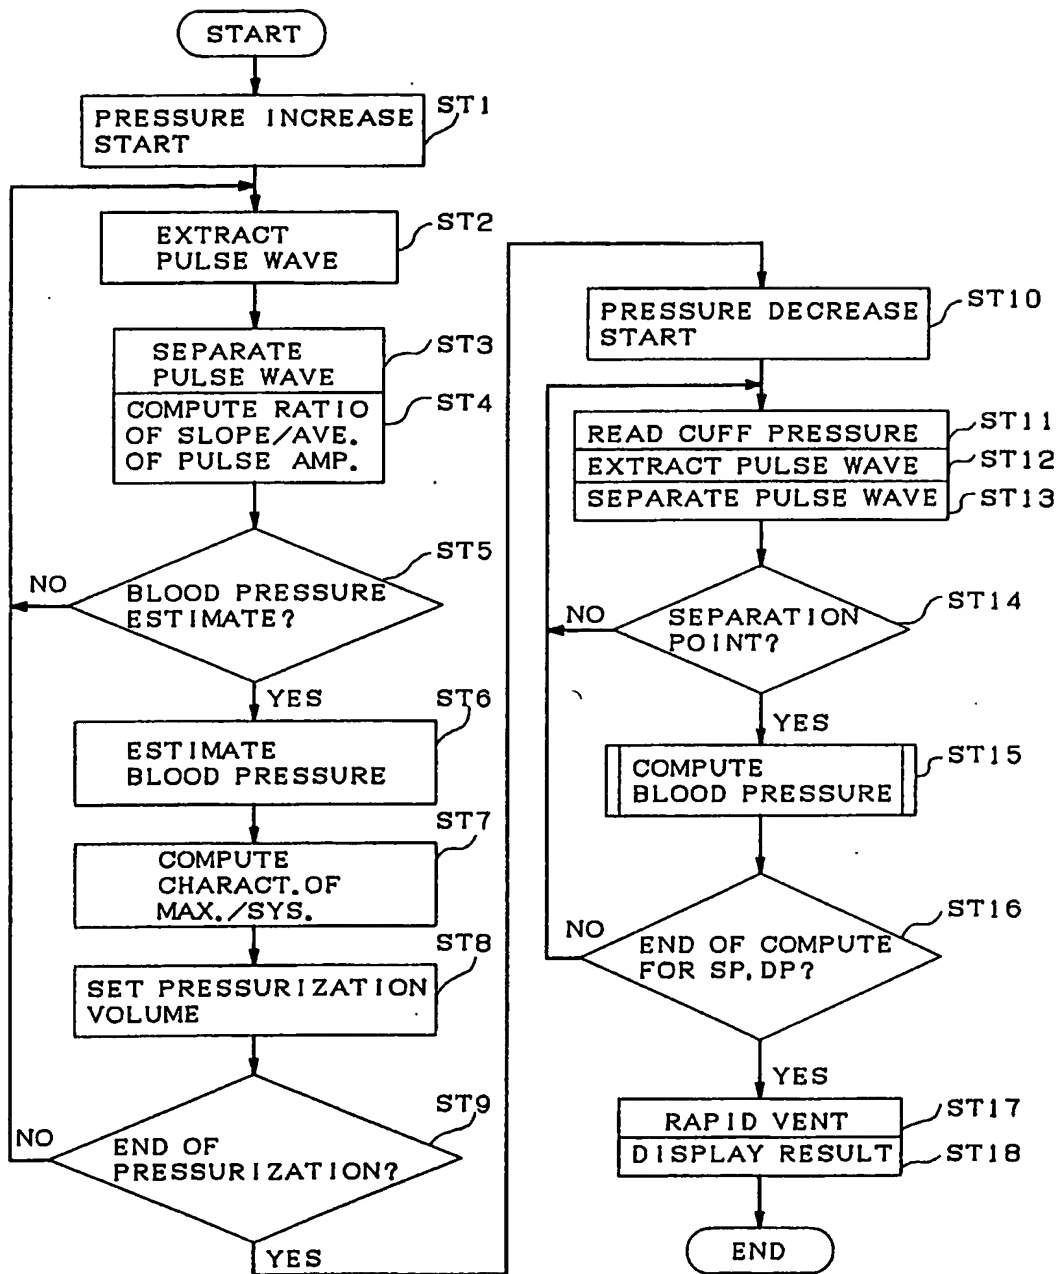 START
PRESSURE INCREASE
START
ST1
EXTRACT
PULSE WAVE
ST2
SEPARATE
PULSE WAVE
ST3
COMPUTE RATIO
OF SLOPE/AVE.
OF PULSE AMP.
ST4
BLOOD PRESSURE
ESTIMATE?
ST5
NO
YES
ESTIMATE
BLOOD PRESSURE
ST6
COMPUTE
CHARACT. OF
MAX./SYS.
ST7
SET PRESSURIZATION
VOLUME
ST8
END OF
PRESSURIZATION?
ST9
NO
YES
PRESSURE DECREASE
START
ST10
READ CUFF PRESSURE
ST11
EXTRACT PULSE WAVE
ST12
SEPARATE PULSE WAVE
ST13
SEPARATION
POINT?
ST14
NO
YES
COMPUTE
BLOOD PRESSURE
ST15
END OF COMPUTE
FOR SP, DP?
ST16
NO
YES
RAPID VENT
ST17
DISPLAY RESULT
ST18
END